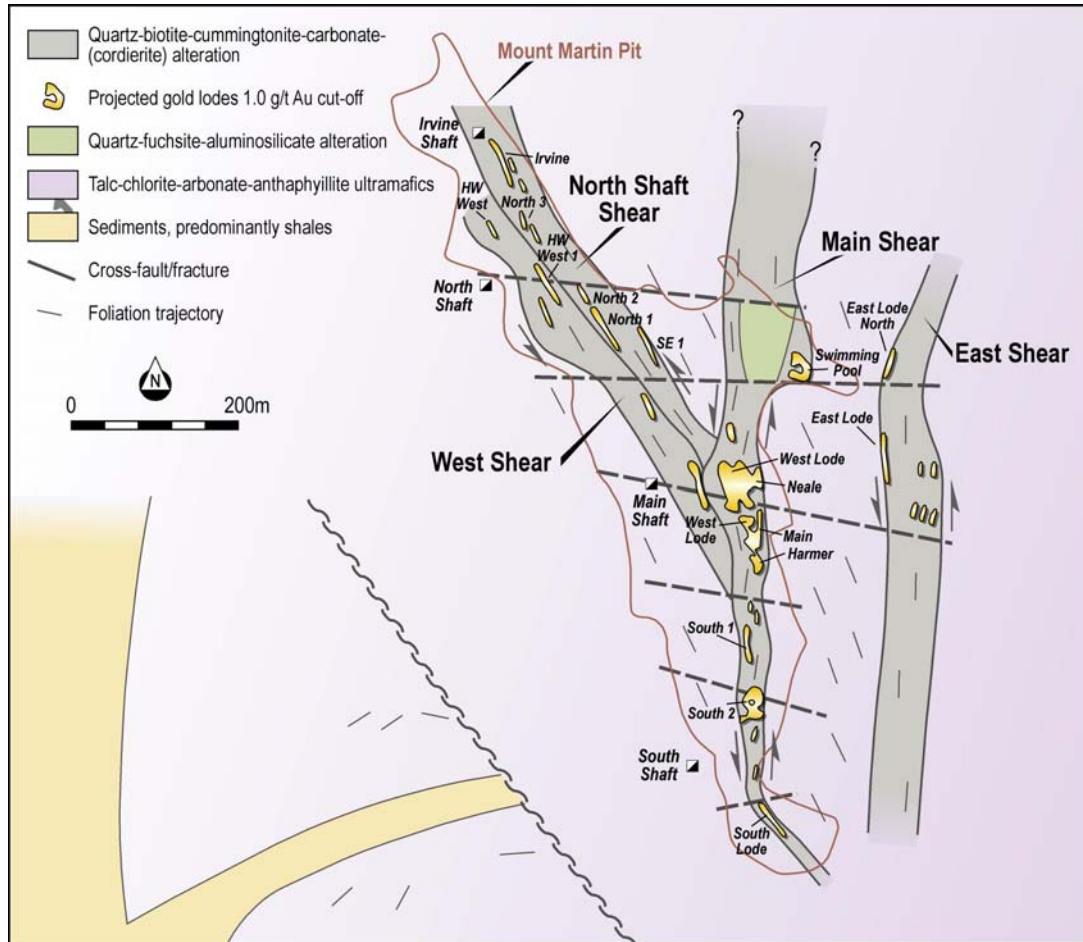 Quartz-biotite-cummingtonite-carbonate-
(cordierite) alteration
Projected gold lodes 1.0 g/t Au cut-off
Quartz-fuchsite-aluminosilicate alteration
Talc-chlorite-arbonate-anthaphyillite ultramafics
Sediments, predominantly shales
Cross-fault/fracture
Foliation trajectory
N
0
200m
Mount Martin Pit
Irvine
Shaft
Irvine
HW
West
North 3
HW
West 1
North Shaft
Shear
North
Shaft
North 2
North 1
SE 1
?
?
Main Shear
East Lode
North
East Shear
Swimming
Pool
West Shear
East Lode
West Lode
Neale
Main
Shaft
West
Lode
Main
Harmer
South 1
South 2
South
Shaft
South
Lode